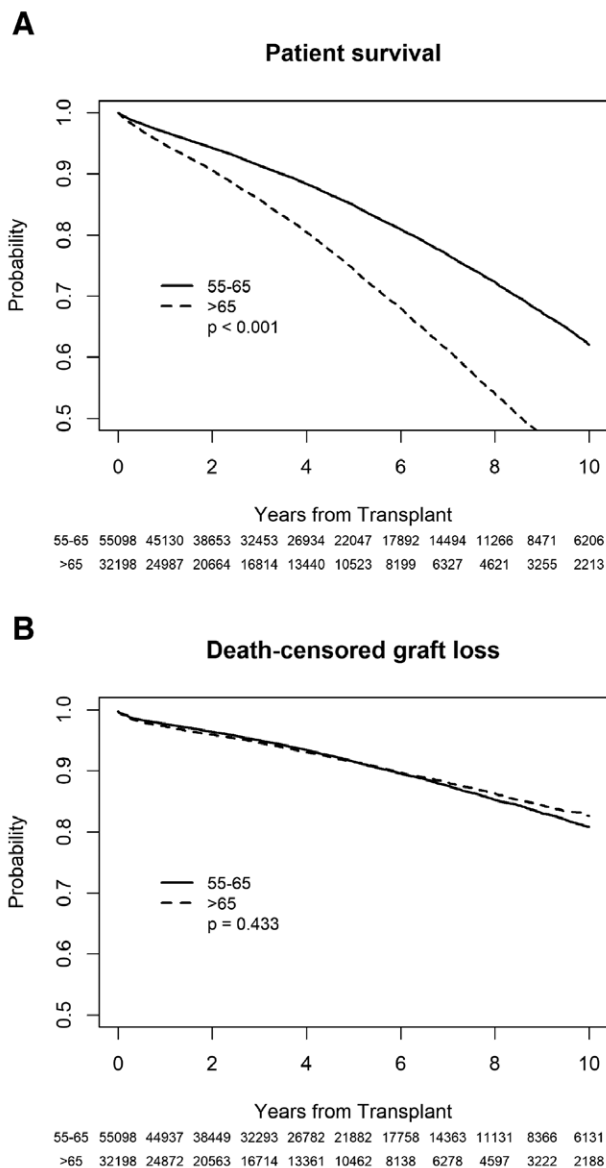 A
Patient survival
Probability
1.0
0.9
0.8
0.7
0.6
0.5
55-65
>65
p < 0.001
0 2 4 6 8 10
Years from Transplant
55-65 55098 45130 38653 32453 26934 22047 17892 14494 11266 8471 6206
>65 32198 24987 20664 16814 13440 10523 8199 6327 4621 3255 2213
B
Death-censored graft loss
Probability
1.0
0.9
0.8
0.7
0.6
0.5
55-65
>65
p = 0.433
0 2 4 6 8 10
Years from Transplant
55-65 55098 44937 38449 32293 26782 21882 17758 14363 11131 8366 6131
>65 32198 24872 20563 16714 13361 10462 8138 6278 4597 3222 2188